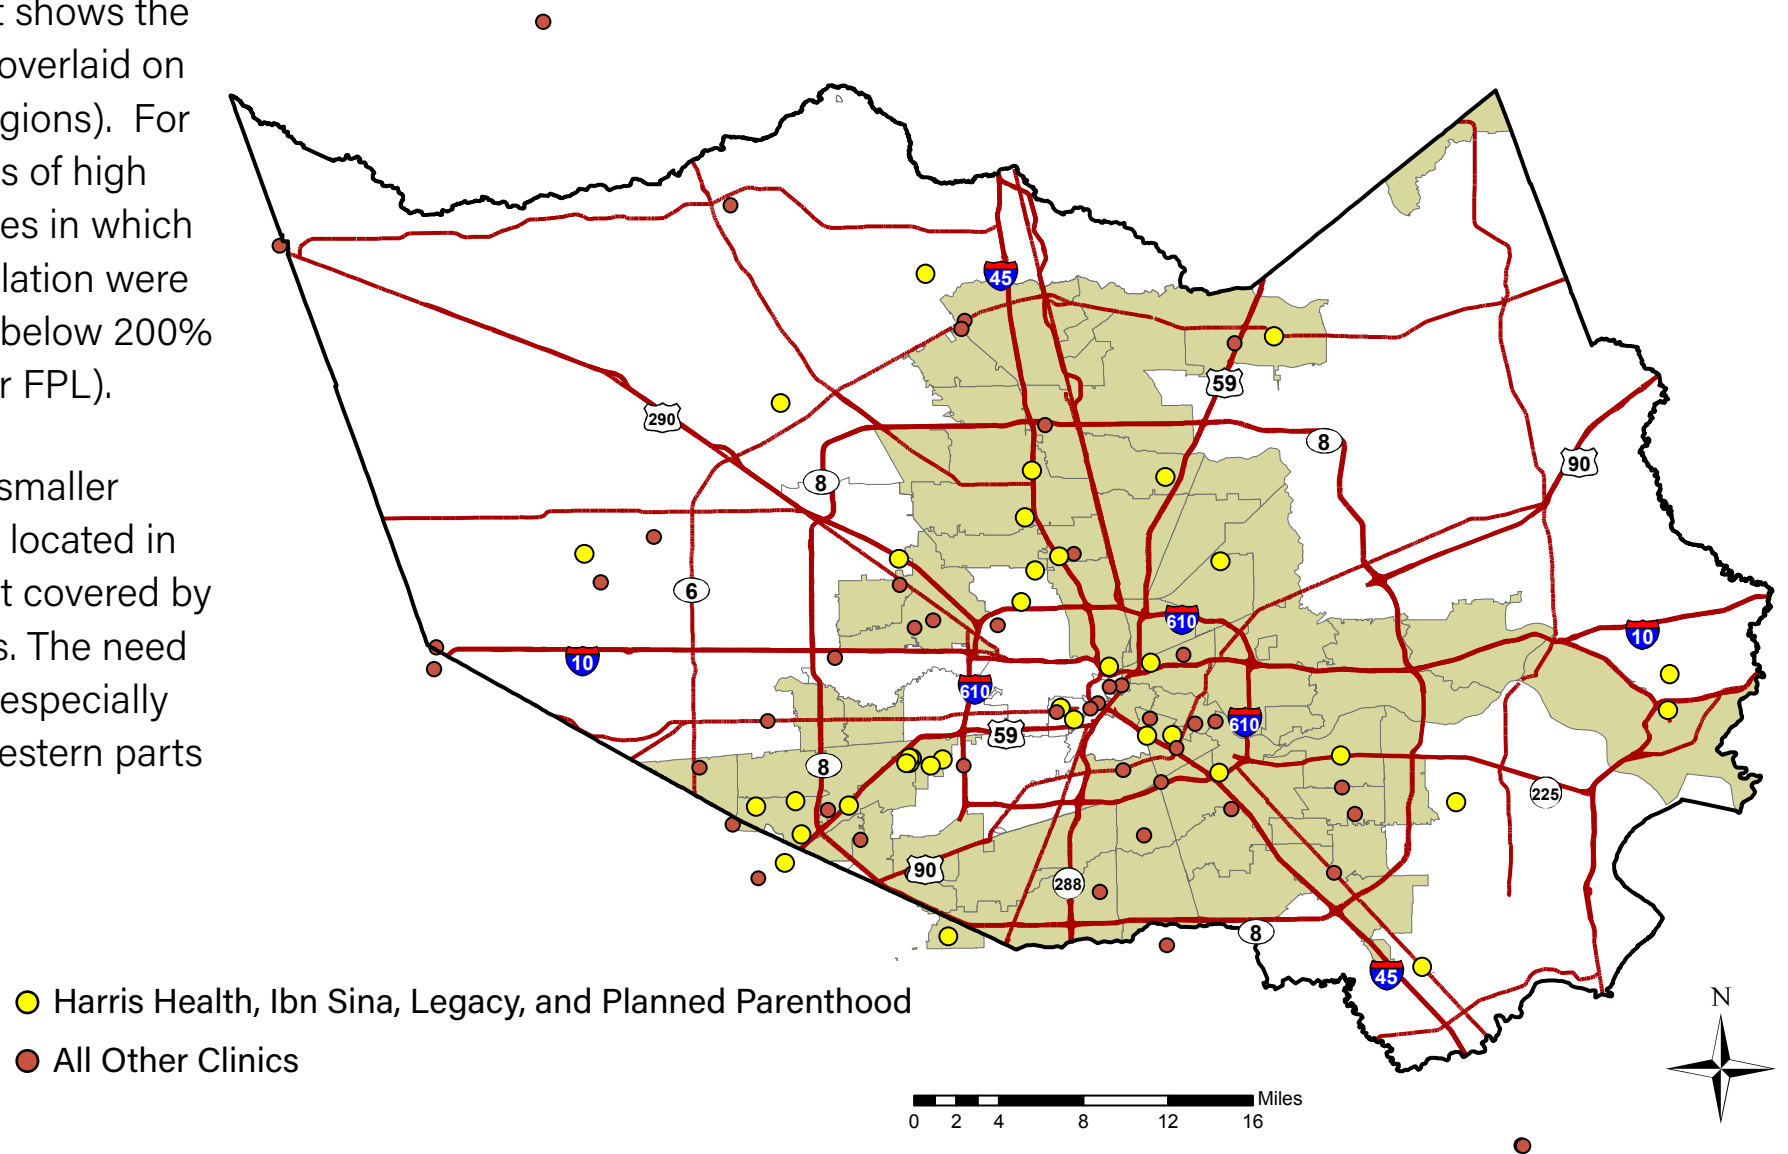 t shows the
overlaid on
gions). For
s of high
es in which
lation were
below 200%
r FPL).
smaller
located in
t covered by
s. The need
especially
estern parts
45
59
290
8
8
90
6
610
10
10
610
59
610
8
225
90
288
8
45
Harris Health, Ibn Sina, Legacy, and Planned Parenthood
All Other Clinics
N
Miles
0 2 4 8 12 16